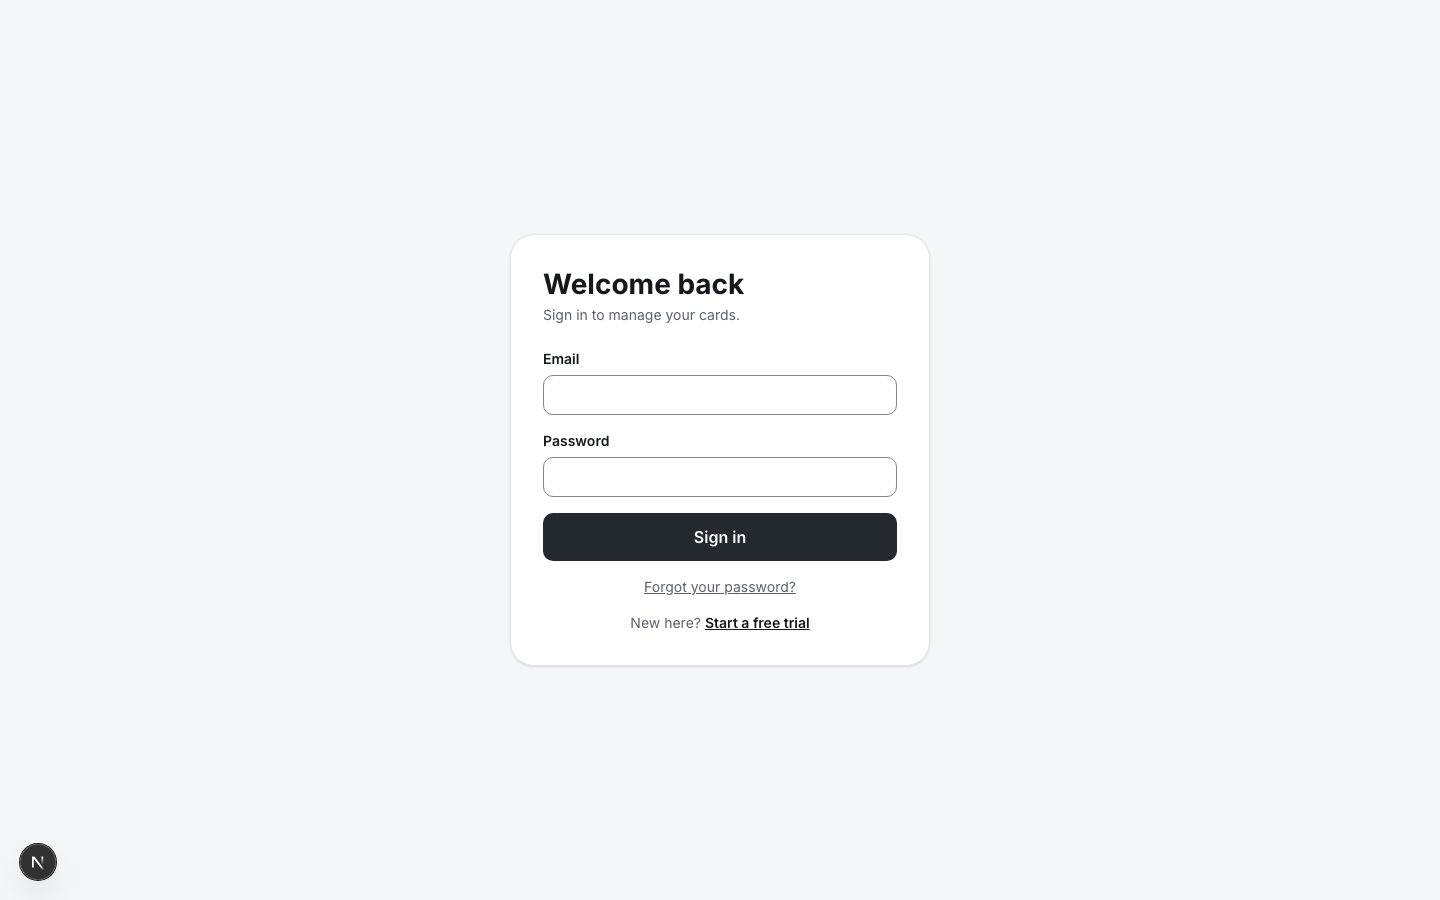 Welcome back
Sign in to manage your cards.
Email
Password
Sign in
Forgot your password?
New here? Start a free trial
N